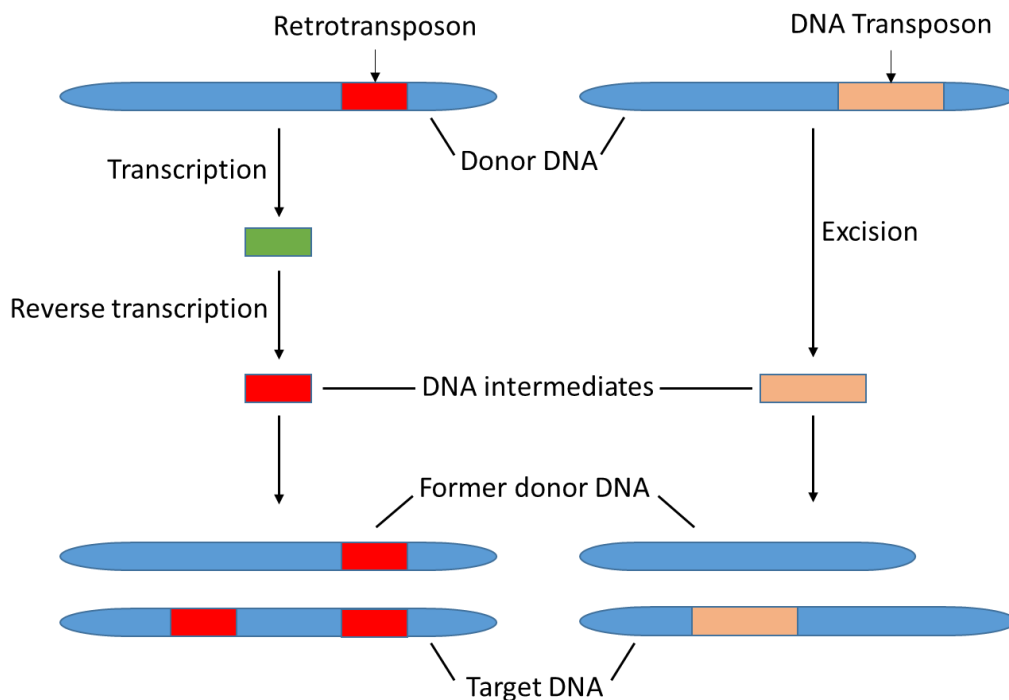 Retrotransposon
DNA Transposon
Donor DNA
Transcription
Excision
Reverse transcription
DNA intermediates
Former donor DNA
Target DNA